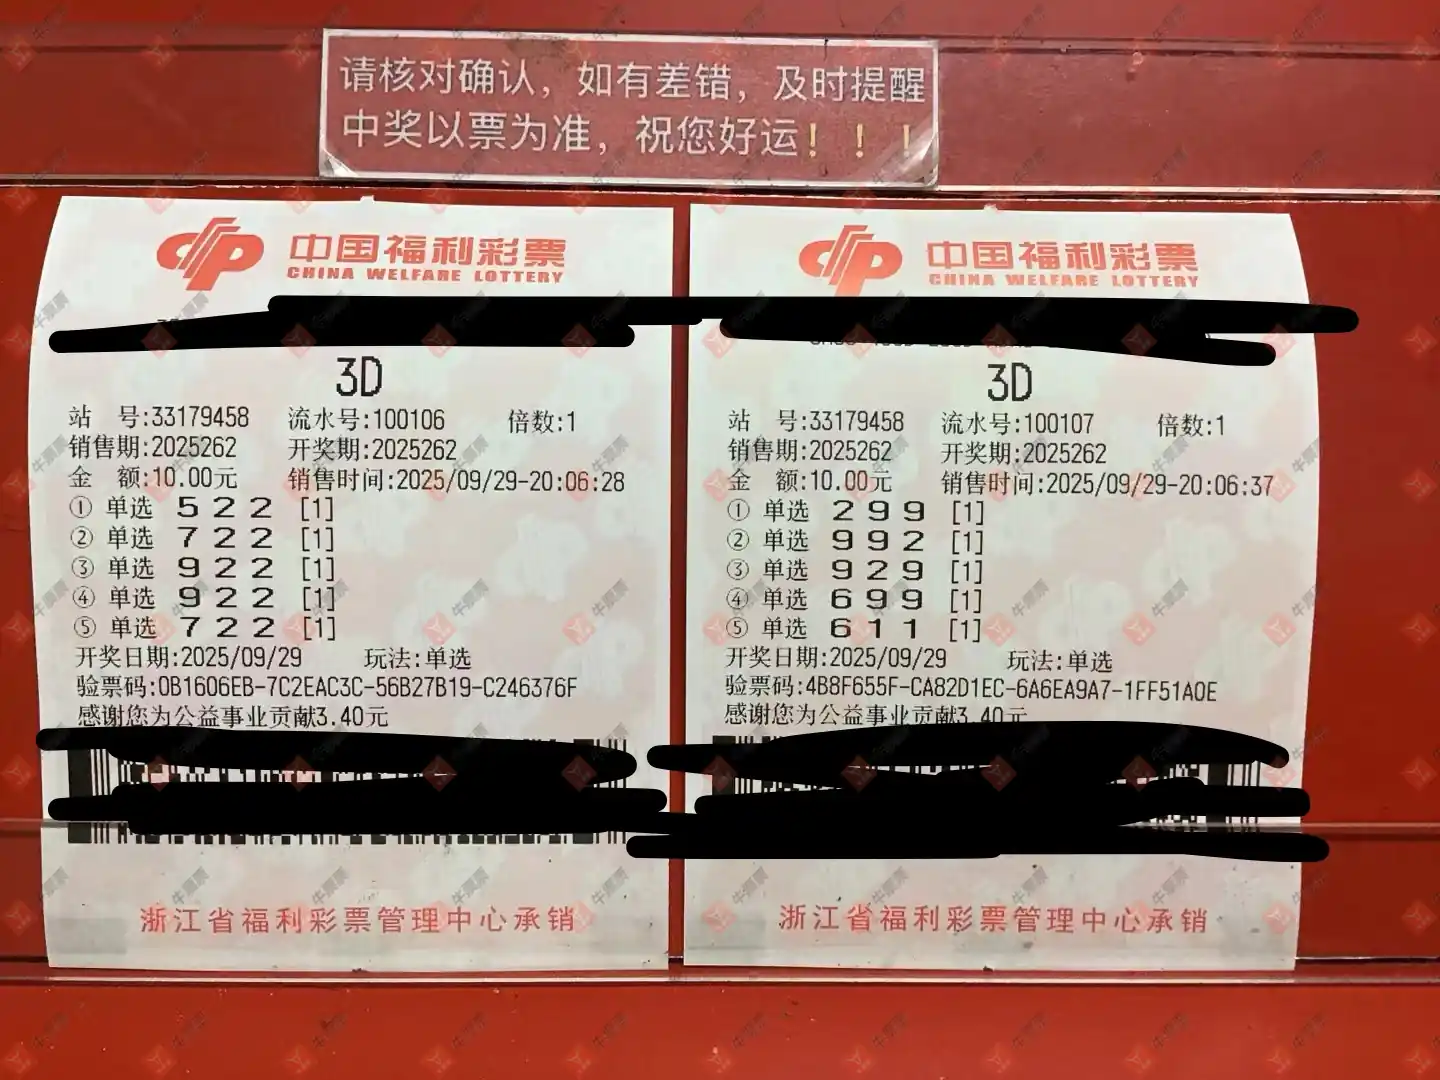 请核对确认，如有差错，及时提醒
中奖以票为准，祝您好运！！！
中国福利彩票
CHINA WELFARE LOTTERY
3D
站 号:33179458 流水号:100106 倍数:1
销售期:2025262 开奖期:2025262
金 额:10.00元 销售时间:2025/09/29-20:06:28
① 单选 5 2 2 [1]
② 单选 7 2 2 [1]
③ 单选 9 2 2 [1]
④ 单选 9 2 2 [1]
⑤ 单选 7 2 2 [1]
开奖日期:2025/09/29 玩法:单选
验票码:0B1606EB-7C2EAC3C-56B27B19-C246376F
感谢您为公益事业贡献3.40元
浙江省福利彩票管理中心承销
中国福利彩票
CHINA WELFARE LOTTERY
3D
站 号:33179458 流水号:100107 倍数:1
销售期:2025262 开奖期:2025262
金 额:10.00元 销售时间:2025/09/29-20:06:37
① 单选 2 9 9 [1]
② 单选 9 9 2 [1]
③ 单选 9 2 9 [1]
④ 单选 6 9 9 [1]
⑤ 单选 6 1 1 [1]
开奖日期:2025/09/29 玩法:单选
验票码:4B8F655F-CA82D1EC-6A6EA9A7-1FF51A0E
感谢您为公益事业贡献3.40元
浙江省福利彩票管理中心承销